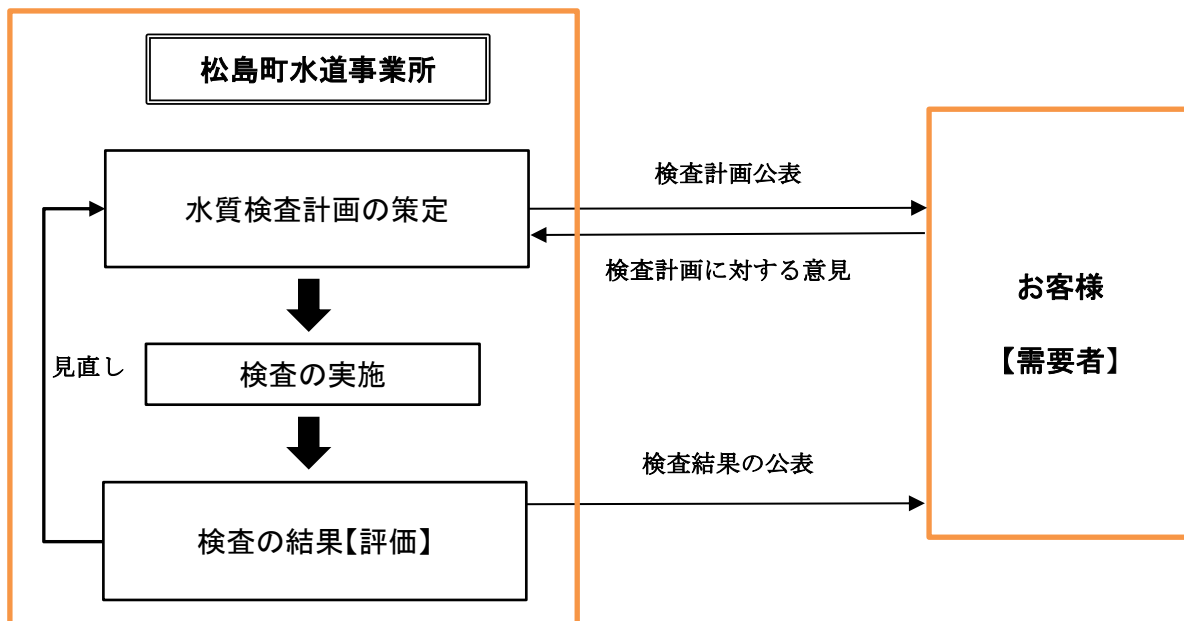 松島町水道事業所
水質検査計画の策定
検査計画公表
検査計画に対する意見
お客様
【需要者】
見直し
検査の実施
検査結果の公表
検査の結果【評価】